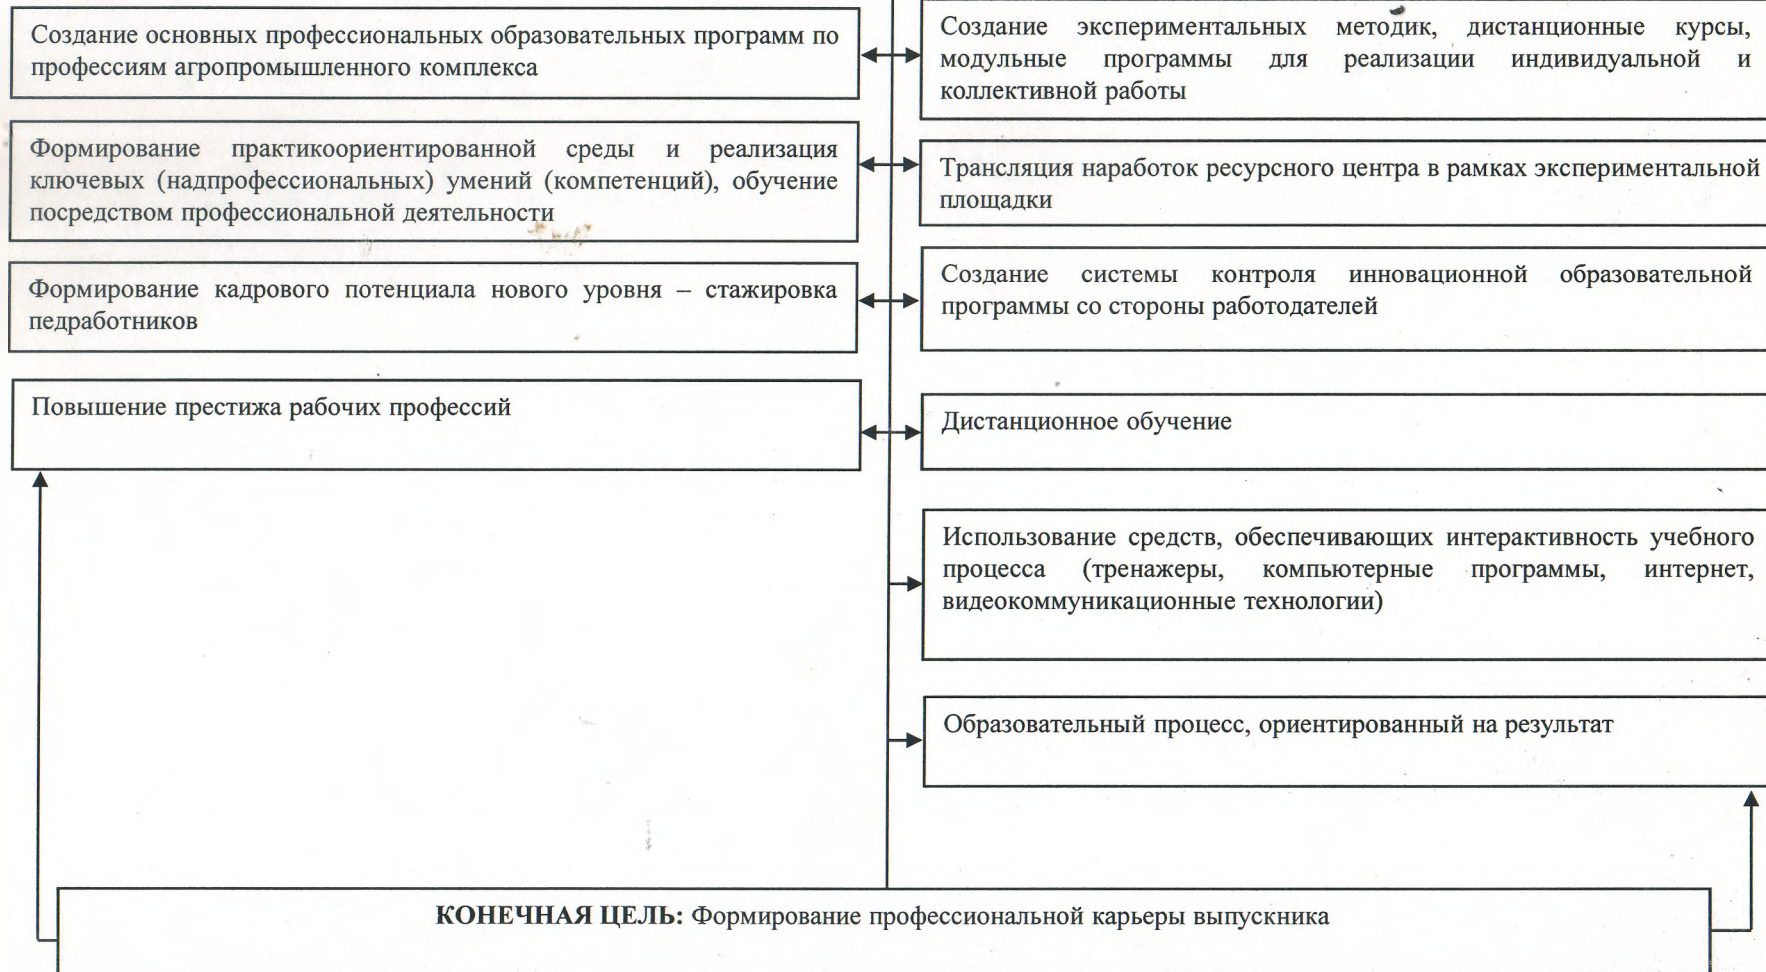 Создание основных профессиональных образовательных программ по
профессиям агропромышленного комплекса
Создание экспериментальных методик, дистанционные курсы,
модульные программы для реализации индивидуальной и
коллективной работы
Формирование практикоориентированной среды и реализация
ключевых (надпрофессиональных) умений (компетенций), обучение
посредством профессиональной деятельности
Трансляция наработок ресурсного центра в рамках экспериментальной
площадки
Формирование кадрового потенциала нового уровня – стажировка
педработников
Создание системы контроля инновационной образовательной
программы со стороны работодателей
Повышение престижа рабочих профессий
Дистанционное обучение
Использование средств, обеспечивающих интерактивность учебного
процесса (тренажеры, компьютерные программы, интернет,
видеокоммуникационные технологии)
Образовательный процесс, ориентированный на результат
КОНЕЧНАЯ ЦЕЛЬ: Формирование профессиональной карьеры выпускника